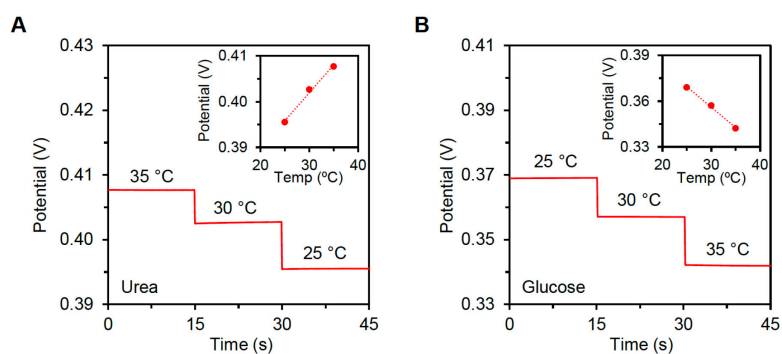 A
0.43
0.42
0.41
0.40
0.39
Potential (V)
0 15 30 45
Time (s)
35 °C
30 °C
25 °C
Urea
0.41
0.40
0.39
Potential (V)
20 30 40
Temp (ºC)
B
0.41
0.39
0.37
0.35
0.33
Potential (V)
0 15 30 45
Time (s)
25 °C
30 °C
35 °C
Glucose
0.39
0.36
0.33
Potential (V)
20 30 40
Temp (ºC)